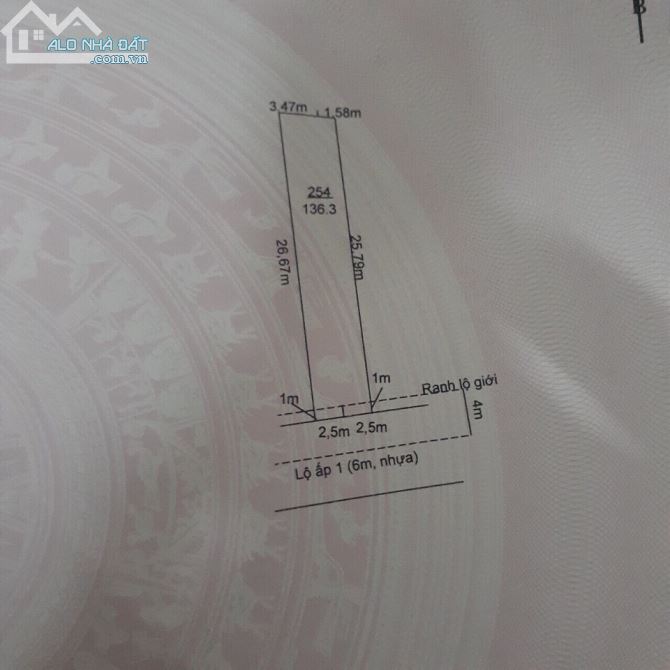 ALO NHÀ ĐẤT
.com.vn
B
3,47m 1,58m
254
136.3
26,67m
25,79m
1m
1m
Ranh lộ giới
4m
2,5m 2,5m
Lộ ấp 1 (6m, nhựa)